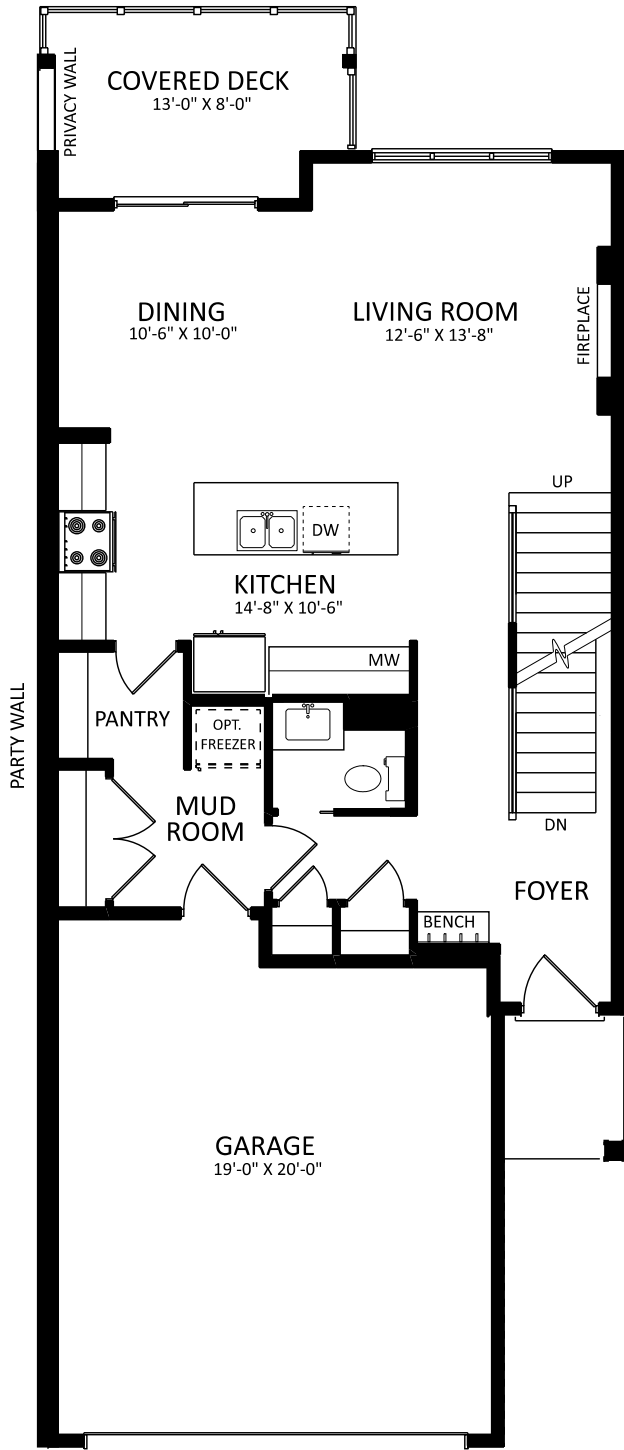 COVERED DECK
13'-0" X 8'-0"
PRIVACY WALL
DINING
10'-6" X 10'-0"
LIVING ROOM
12'-6" X 13'-8"
FIREPLACE
UP
DW
KITCHEN
14'-8" X 10'-6"
MW
PARTY WALL
PANTRY
OPT.
FREEZER
MUD
ROOM
DN
FOYER
BENCH
GARAGE
19'-0" X 20'-0"